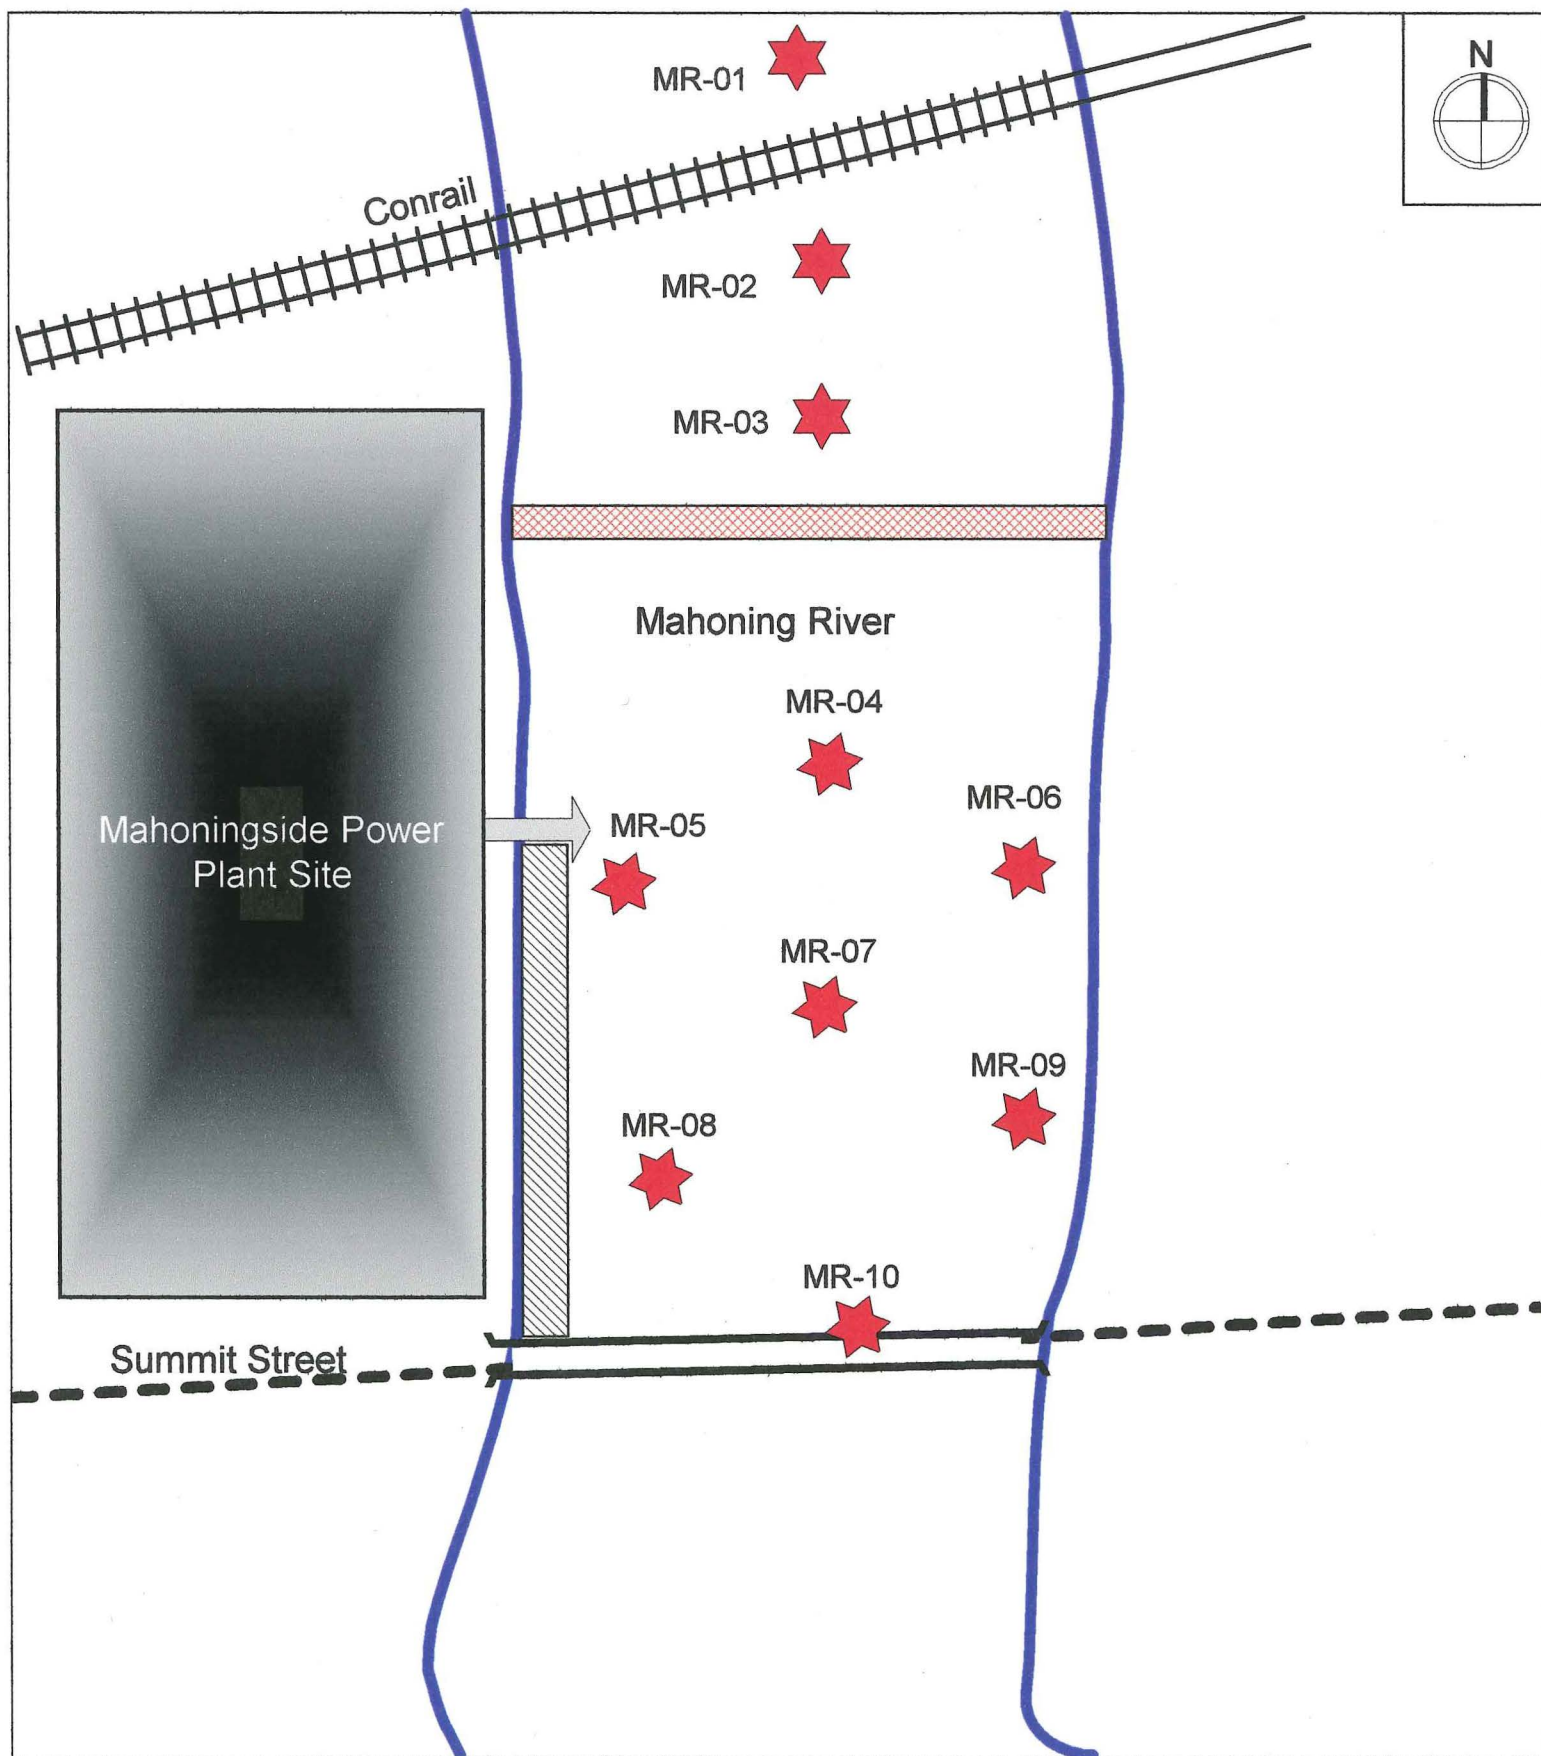 MR-01
N
Conrail
MR-02
MR-03
Mahoning River
MR-04
MR-06
MR-05
Mahoningside Power
Plant Site
MR-07
MR-09
MR-08
MR-10
Summit Street